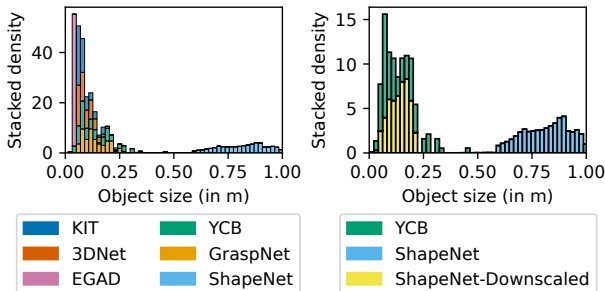 Stacked density
40
20
0
0.00 0.25 0.50 0.75 1.00
Object size (in m)
KIT YCB
3DNet GraspNet
EGAD ShapeNet
Stacked density
15
10
5
0
0.00 0.25 0.50 0.75 1.00
Object size (in m)
YCB
ShapeNet
ShapeNet-Downscaled